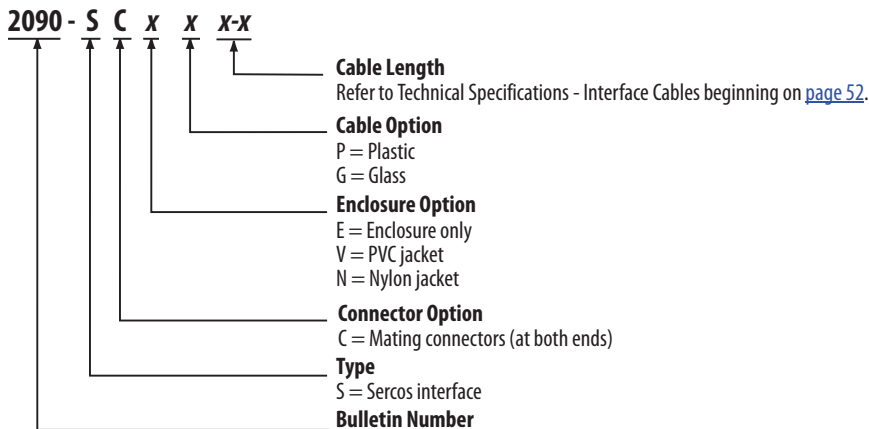 2090 - S C x x x-x
Cable Length
Refer to Technical Specifications - Interface Cables beginning on page 52.
Cable Option
P = Plastic
G = Glass
Enclosure Option
E = Enclosure only
V = PVC jacket
N = Nylon jacket
Connector Option
C = Mating connectors (at both ends)
Type
S = Sercos interface
Bulletin Number